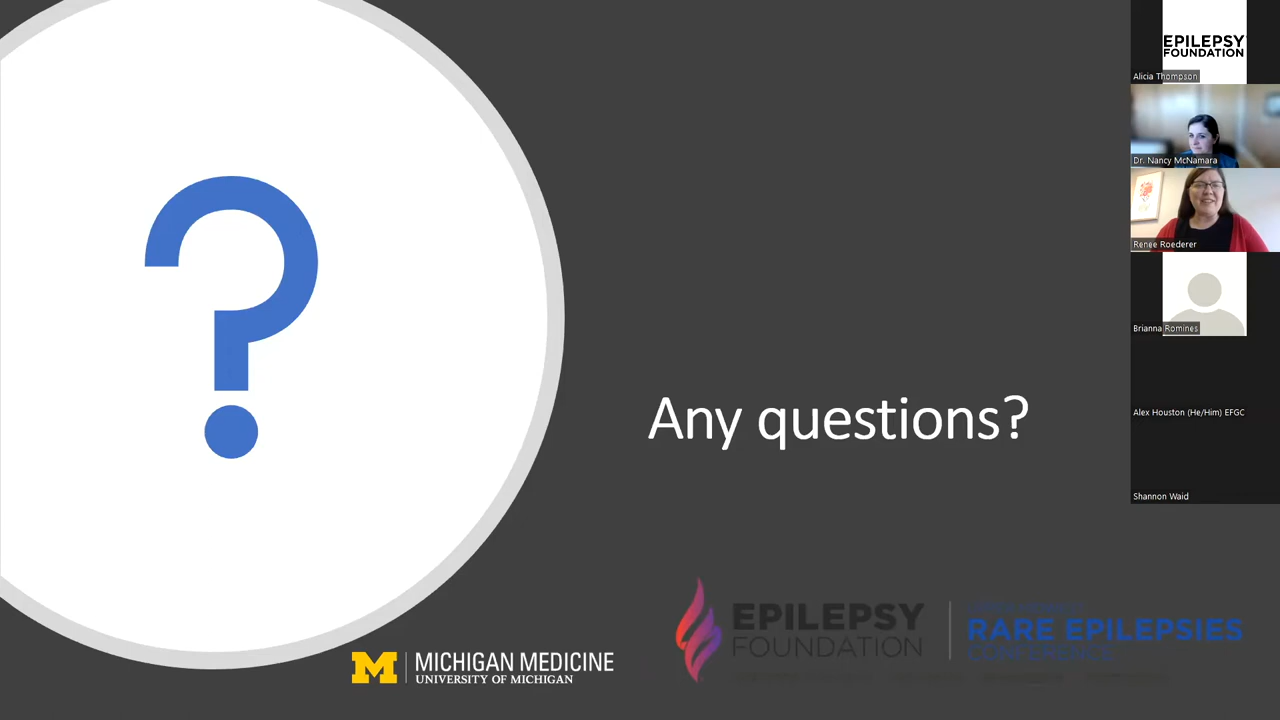 Any questions?
MICHIGAN MEDICINE
UNIVERSITY OF MICHIGAN
EPILEPSY
FOUNDATION
RARE EPILEPSIES
CONFERENCE
EPILEPSY
FOUNDATION
Alicia Thompson
Dr. Nancy McNamara
Renee Roederer
Brianna Romines
Alex Houston (He/Him) EFGC
Shannon Waid